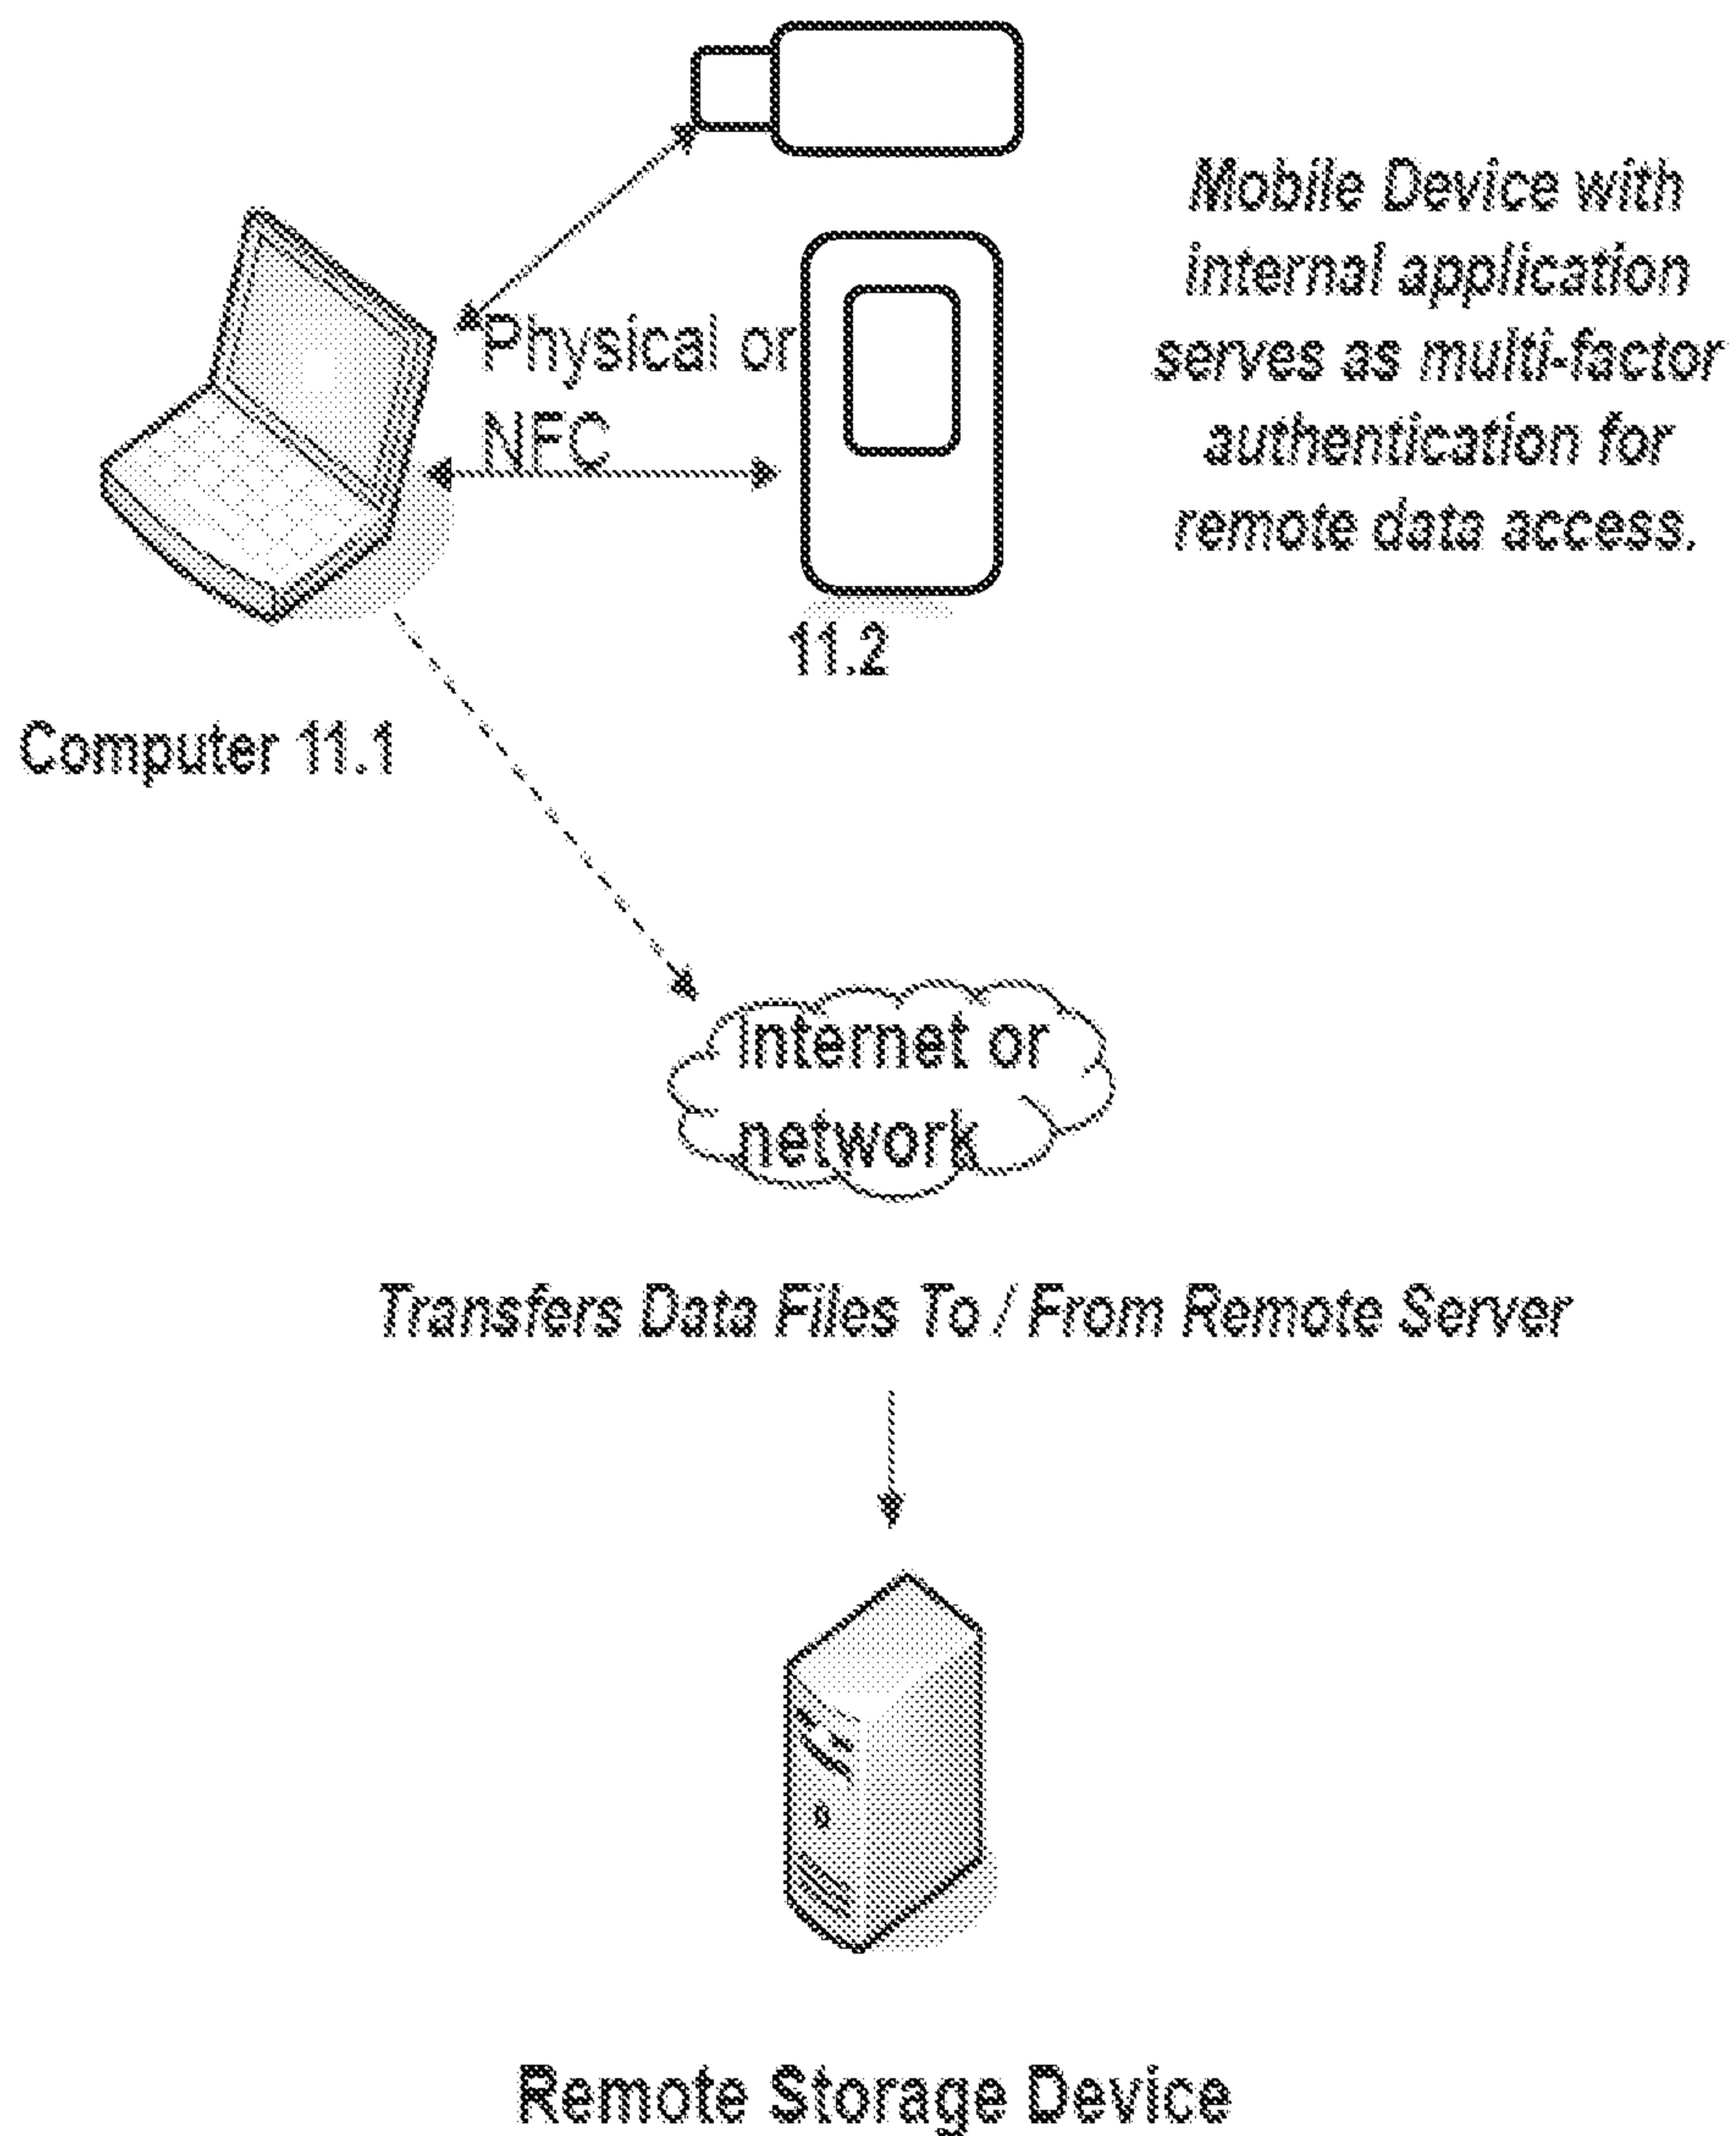 Mobile Device with
internal application
serves as multi-factor
authentication for
remote data access.
Physical or
NFC
11.2
Computer 11.1
Internet or
network
Transfers Data Files To / From Remote Server
Remote Storage Device